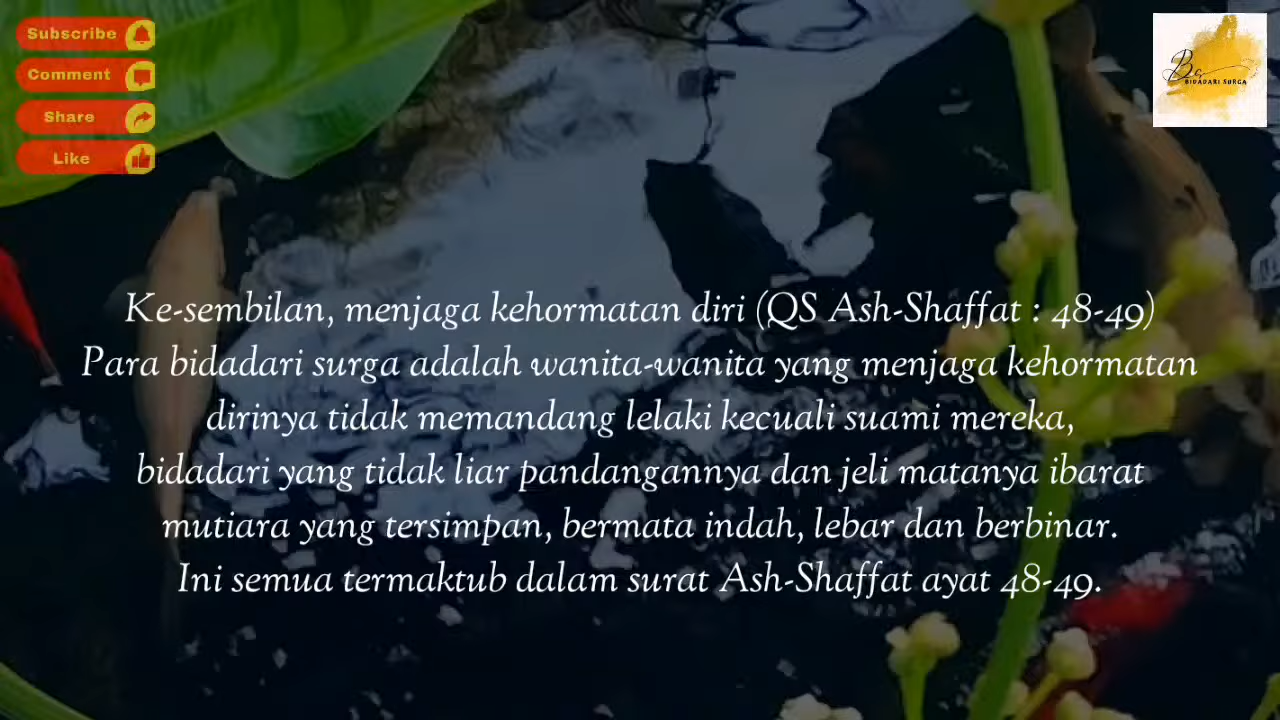 Subscribe
Comment
Share
Like
Bs
BIDADARI SURGA
Ke-sembilan, menjaga kehormatan diri (QS Ash-Shaffat : 48-49)
Para bidadari surga adalah wanita-wanita yang menjaga kehormatan
dirinya tidak memandang lelaki kecuali suami mereka,
bidadari yang tidak liar pandangannya dan jeli matanya ibarat
mutiara yang tersimpan, bermata indah, lebar dan berbinar.
Ini semua termaktub dalam surat Ash-Shaffat ayat 48-49.